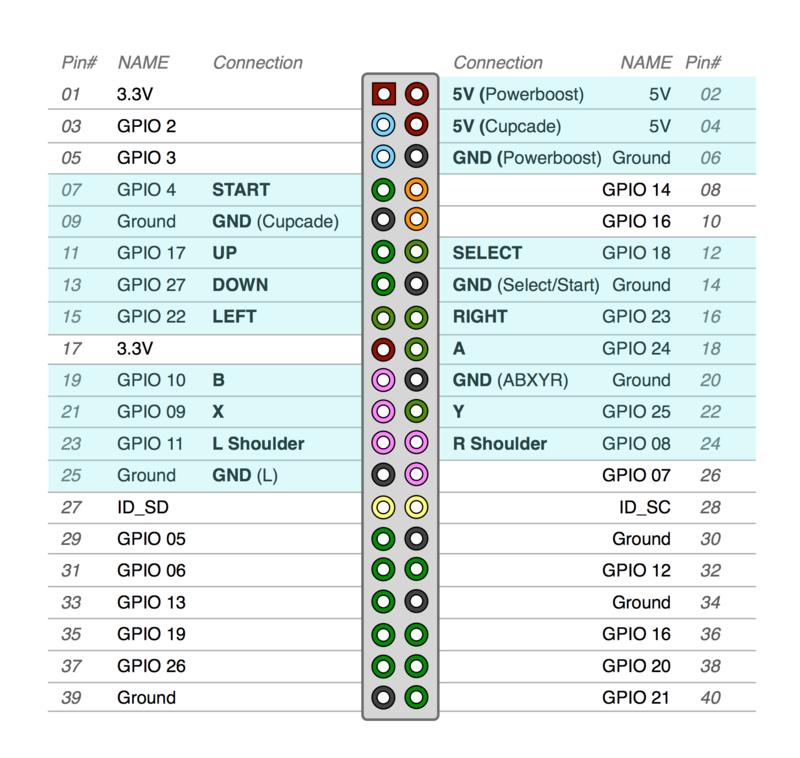 Pin# NAME Connection Connection NAME Pin#
01 3.3V 5V (Powerboost) 5V 02
03 GPIO 2 5V (Cupcade) 5V 04
05 GPIO 3 GND (Powerboost) Ground 06
07 GPIO 4 START GPIO 14 08
09 Ground GND (Cupcade) GPIO 16 10
11 GPIO 17 UP SELECT GPIO 18 12
13 GPIO 27 DOWN GND (Select/Start) Ground 14
15 GPIO 22 LEFT RIGHT GPIO 23 16
17 3.3V A GPIO 24 18
19 GPIO 10 B GND (ABXYR) Ground 20
21 GPIO 09 X Y GPIO 25 22
23 GPIO 11 L Shoulder R Shoulder GPIO 08 24
25 Ground GND (L) GPIO 07 26
27 ID_SD ID_SC 28
29 GPIO 05 Ground 30
31 GPIO 06 GPIO 12 32
33 GPIO 13 Ground 34
35 GPIO 19 GPIO 16 36
37 GPIO 26 GPIO 20 38
39 Ground GPIO 21 40